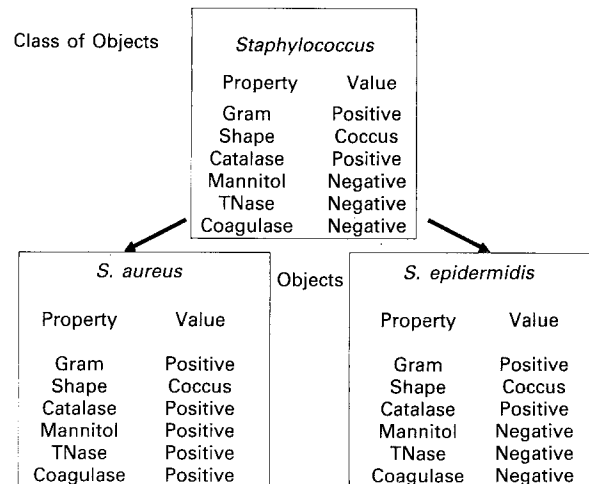 Class of Objects
Staphylococcus
Property Value
Gram Positive
Shape Coccus
Catalase Positive
Mannitol Negative
TNase Negative
Coagulase Negative
Objects
S. aureus
Property Value
Gram Positive
Shape Coccus
Catalase Positive
Mannitol Positive
TNase Positive
Coagulase Positive
S. epidermidis
Property Value
Gram Positive
Shape Coccus
Catalase Positive
Mannitol Negative
TNase Negative
Coagulase Negative